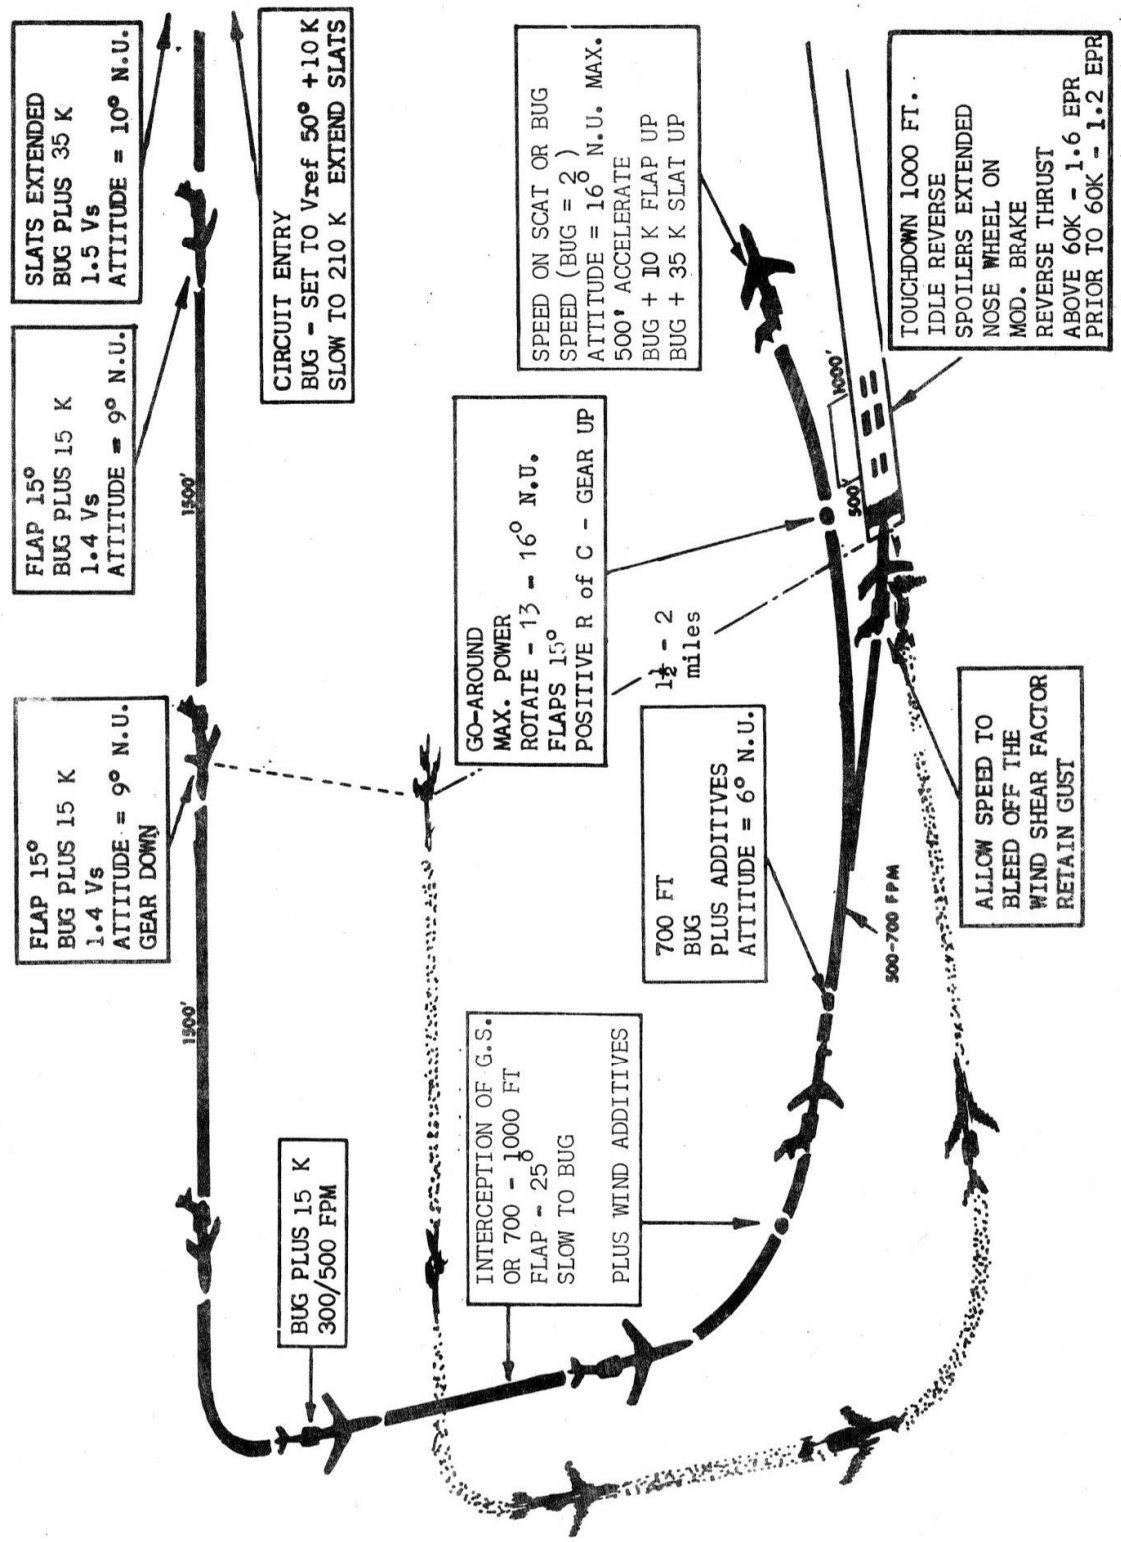 SLATS EXTENDED
BUG PLUS 35 K
1.5 Vs
ATTITUDE = 10° N.U.
CIRCUIT ENTRY
BUG - SET TO Vref 50° +10 K
SLOW TO 210 K EXTEND SLATS
FLAP 15°
BUG PLUS 15 K
1.4 Vs
ATTITUDE = 9° N.U.
1500'
FLAP 15°
BUG PLUS 15 K
1.4 Vs
ATTITUDE = 9° N.U.
GEAR DOWN
1500'
BUG PLUS 15 K
300/500 FPM
INTERCEPTION OF G.S.
OR 700 - 1000 FT
FLAP - 25°
SLOW TO BUG
PLUS WIND ADDITIVES
700 FT
BUG
PLUS ADDITIVES
ATTITUDE = 6° N.U.
500-700 FPM
1½ - 2
miles
GO-AROUND
MAX. POWER
ROTATE - 13 - 16° N.U.
FLAPS 15°
POSITIVE R of C - GEAR UP
SPEED ON SCAT OR BUG
SPEED (BUG = 2 )
ATTITUDE = 16° N.U. MAX.
500' ACCELERATE
BUG + 10 K FLAP UP
BUG + 35 K SLAT UP
500'
1000'
ALLOW SPEED TO
BLEED OFF THE
WIND SHEAR FACTOR
RETAIN GUST
TOUCHDOWN 1000 FT.
IDLE REVERSE
SPOILERS EXTENDED
NOSE WHEEL ON
MOD. BRAKE
REVERSE THRUST
ABOVE 60K - 1.6 EPR
PRIOR TO 60K - 1.2 EPR